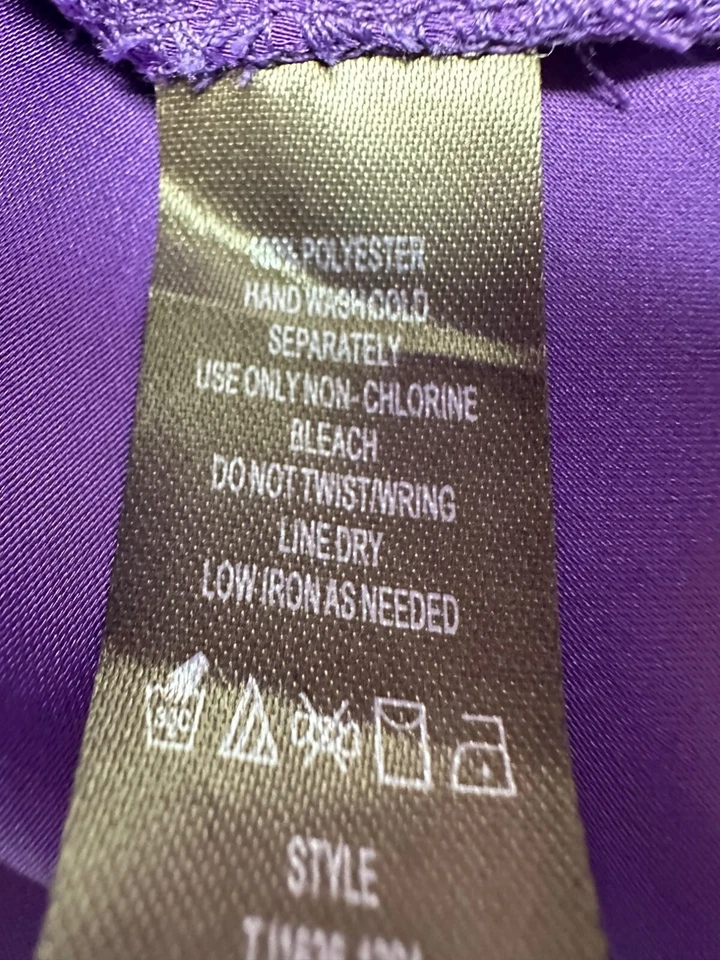 100% POLYESTER
HAND WASH COLD
SEPARATELY
USE ONLY NON-CHLORINE
BLEACH
DO NOT TWIST/WRING
LINE DRY
LOW IRON AS NEEDED
30C
STYLE